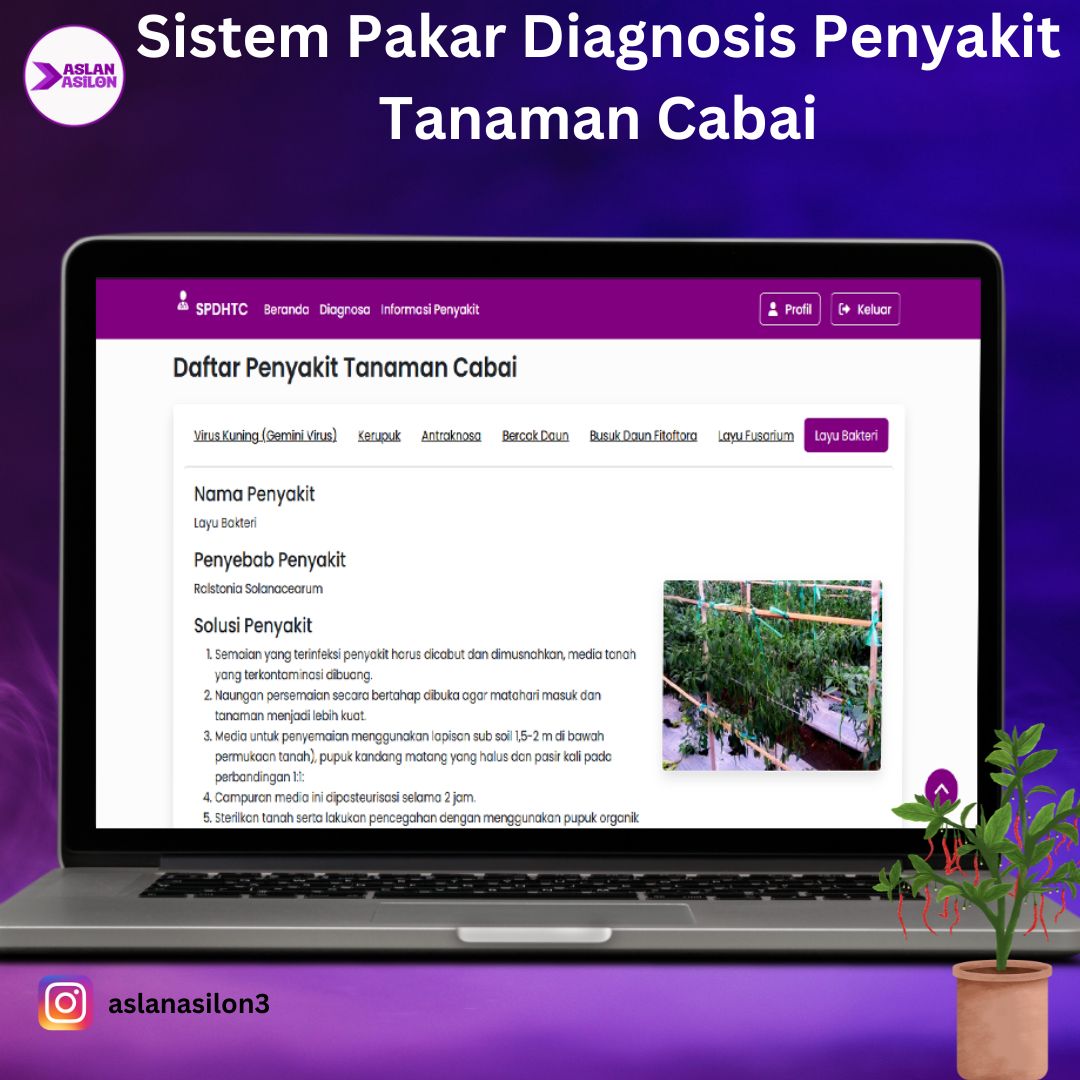 ASLAN
ASILON
Sistem Pakar Diagnosis Penyakit
Tanaman Cabai
SPDHTC Beranda Diagnosa Informasi Penyakit Profil Keluar
Daftar Penyakit Tanaman Cabai
Virus Kuning (Gemini Virus) Kerupuk Antraknosa Bercak Daun Busuk Daun Fitoftora Layu Fusarium Layu Bakteri
Nama Penyakit
Layu Bakteri
Penyebab Penyakit
Ralstonia Solanacearum
Solusi Penyakit
1. Semaian yang terinfeksi penyakit harus dicabut dan dimusnahkan, media tanah
yang terkontaminasi dibuang.
2. Naungan persemaian secara bertahap dibuka agar matahari masuk dan
tanaman menjadi lebih kuat.
3. Media untuk penyemaian menggunakan lapisan sub soil 1,5-2 m di bawah
permukaan tanah), pupuk kandang matang yang halus dan pasir kali pada
perbandingan 1:1:
4. Campuran media ini dipasteurisasi selama 2 jam.
5. Sterilkan tanah serta lakukan pencegahan dengan menggunakan pupuk organik
aslanasilon3